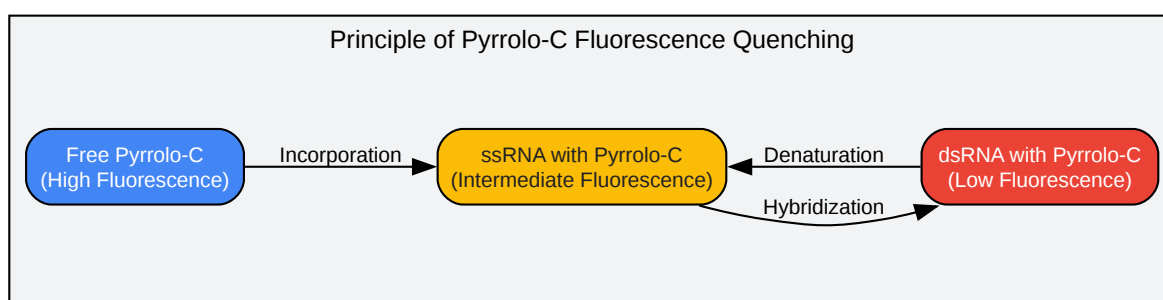 Principle of Pyrrolo-C Fluorescence Quenching
Free Pyrrolo-C
(High Fluorescence)
Incorporation
ssRNA with Pyrrolo-C
(Intermediate Fluorescence)
Denaturation
Hybridization
dsRNA with Pyrrolo-C
(Low Fluorescence)